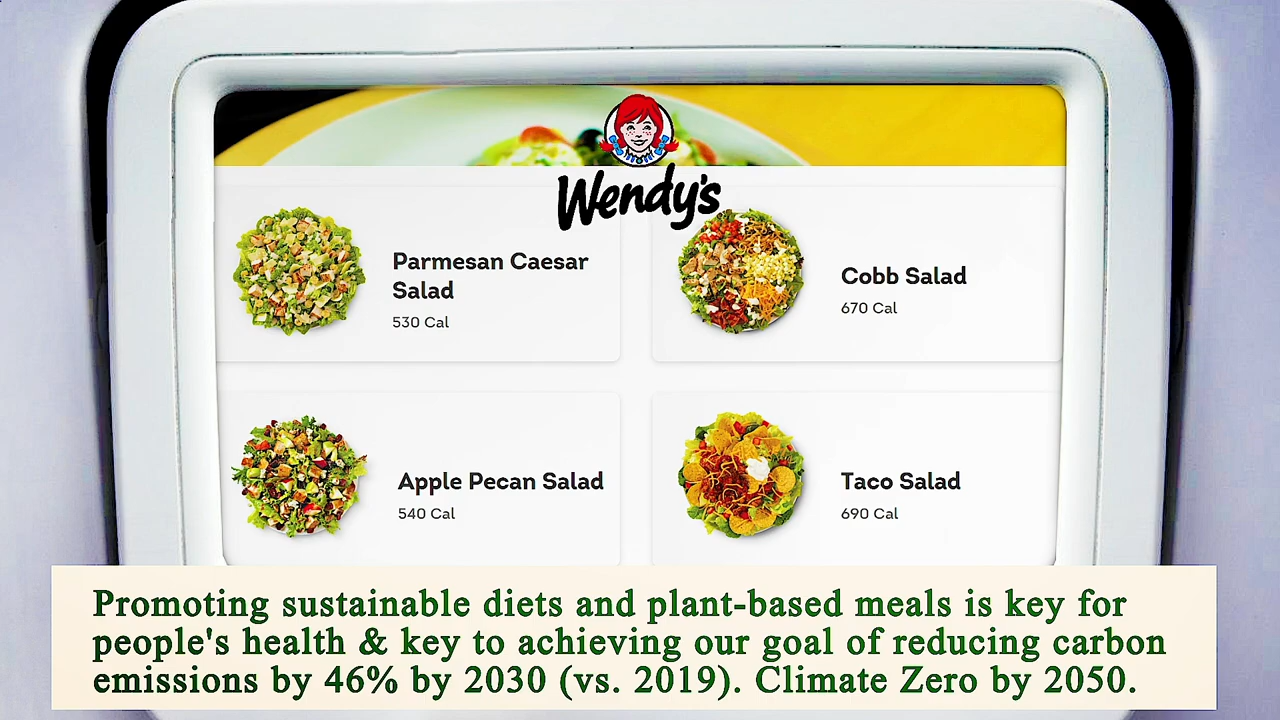 Wendy's
Parmesan Caesar
Salad
530 Cal
Cobb Salad
670 Cal
Apple Pecan Salad
540 Cal
Taco Salad
690 Cal
Promoting sustainable diets and plant-based meals is key for
people's health & key to achieving our goal of reducing carbon
emissions by 46% by 2030 (vs. 2019). Climate Zero by 2050.